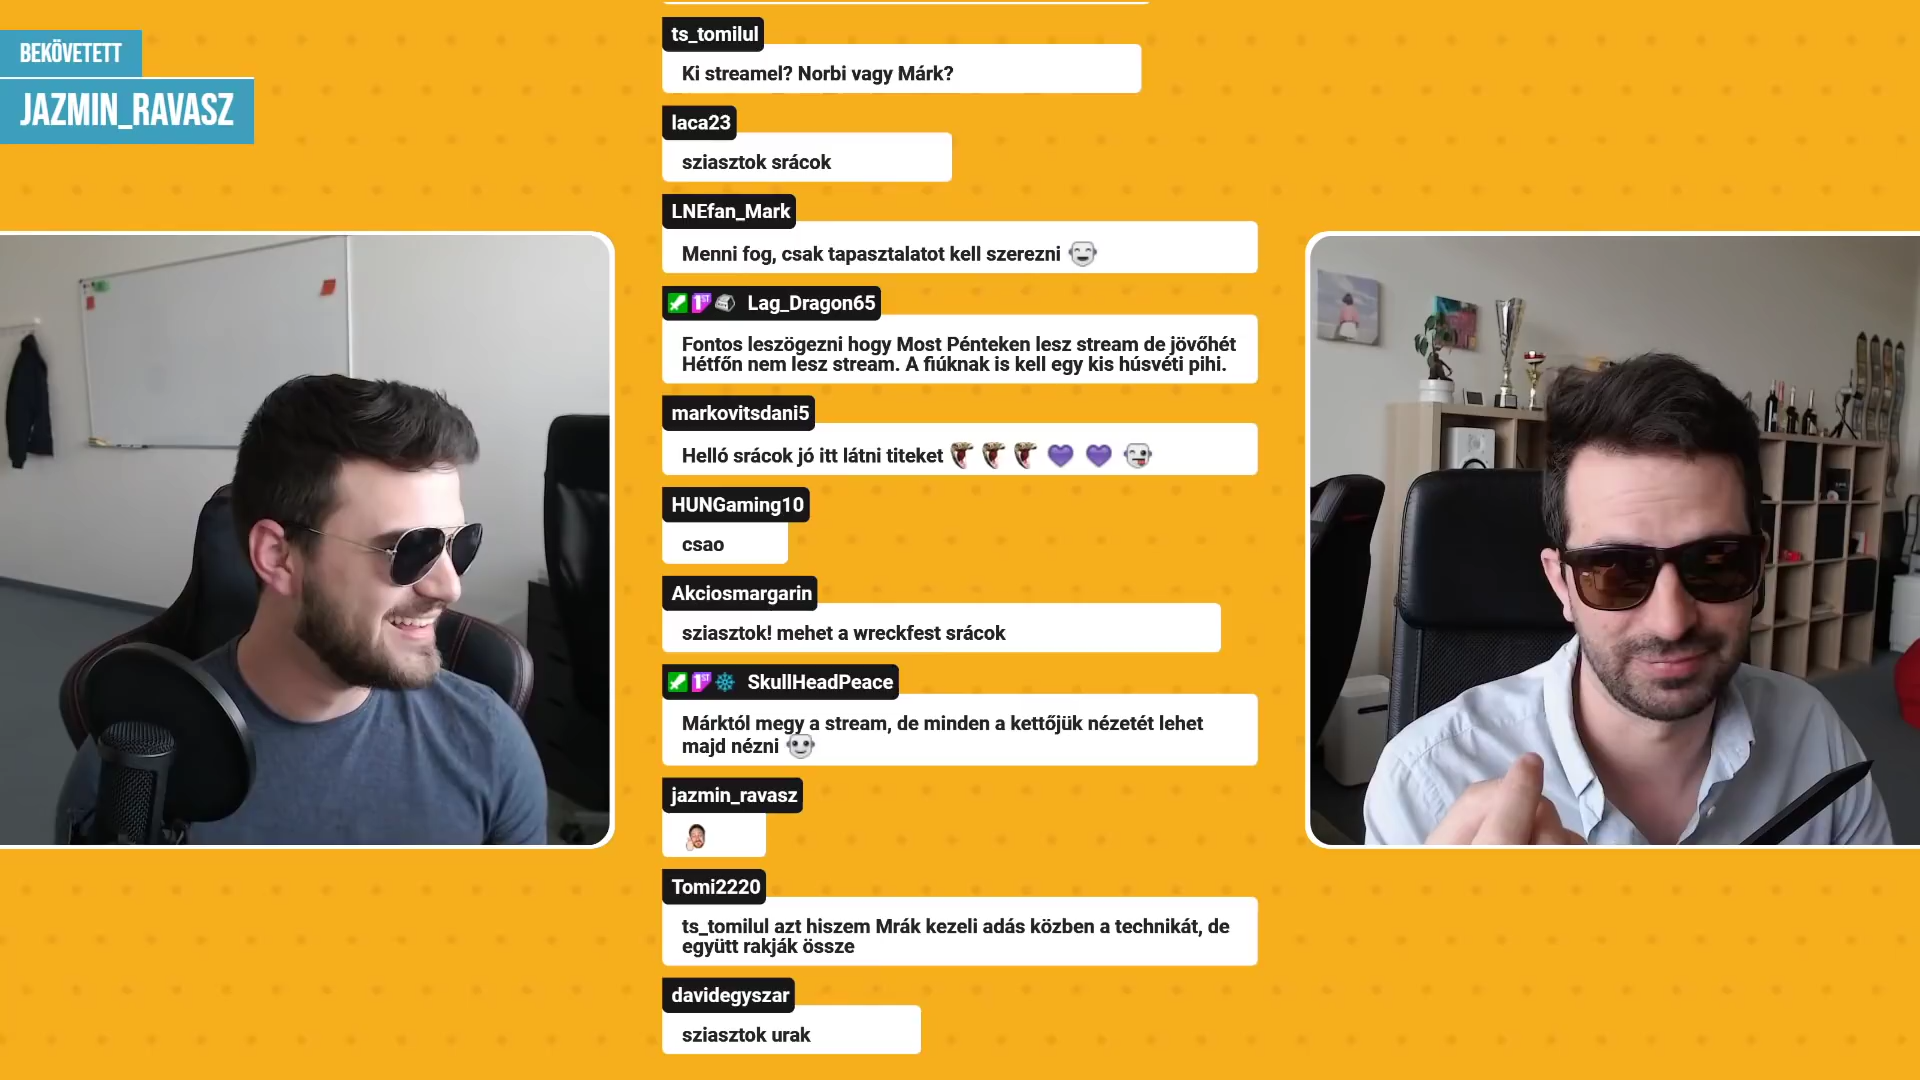 BEKÖVETETT
JAZMIN_RAVASZ
ts_tomilul
Ki streamel? Norbi vagy Márk?
laca23
sziasztok srácok
LNEfan_Mark
Menni fog, csak tapasztalatot kell szerezni
1ST Lag_Dragon65
Fontos leszögezni hogy Most Pénteken lesz stream de jövőhét
Hétfőn nem lesz stream. A fiúknak is kell egy kis húsvéti pihi.
markovitsdani5
Helló srácok jó itt látni titeket
HUNGaming10
csao
Akciosmargarin
sziasztok! mehet a wreckfest srácok
1ST SkullHeadPeace
Márktól megy a stream, de minden a kettőjük nézetét lehet
majd nézni
jazmin_ravasz
Tomi2220
ts_tomilul azt hiszem Mrák kezeli adás közben a technikát, de
együtt rakják össze
davidegyszar
sziasztok urak